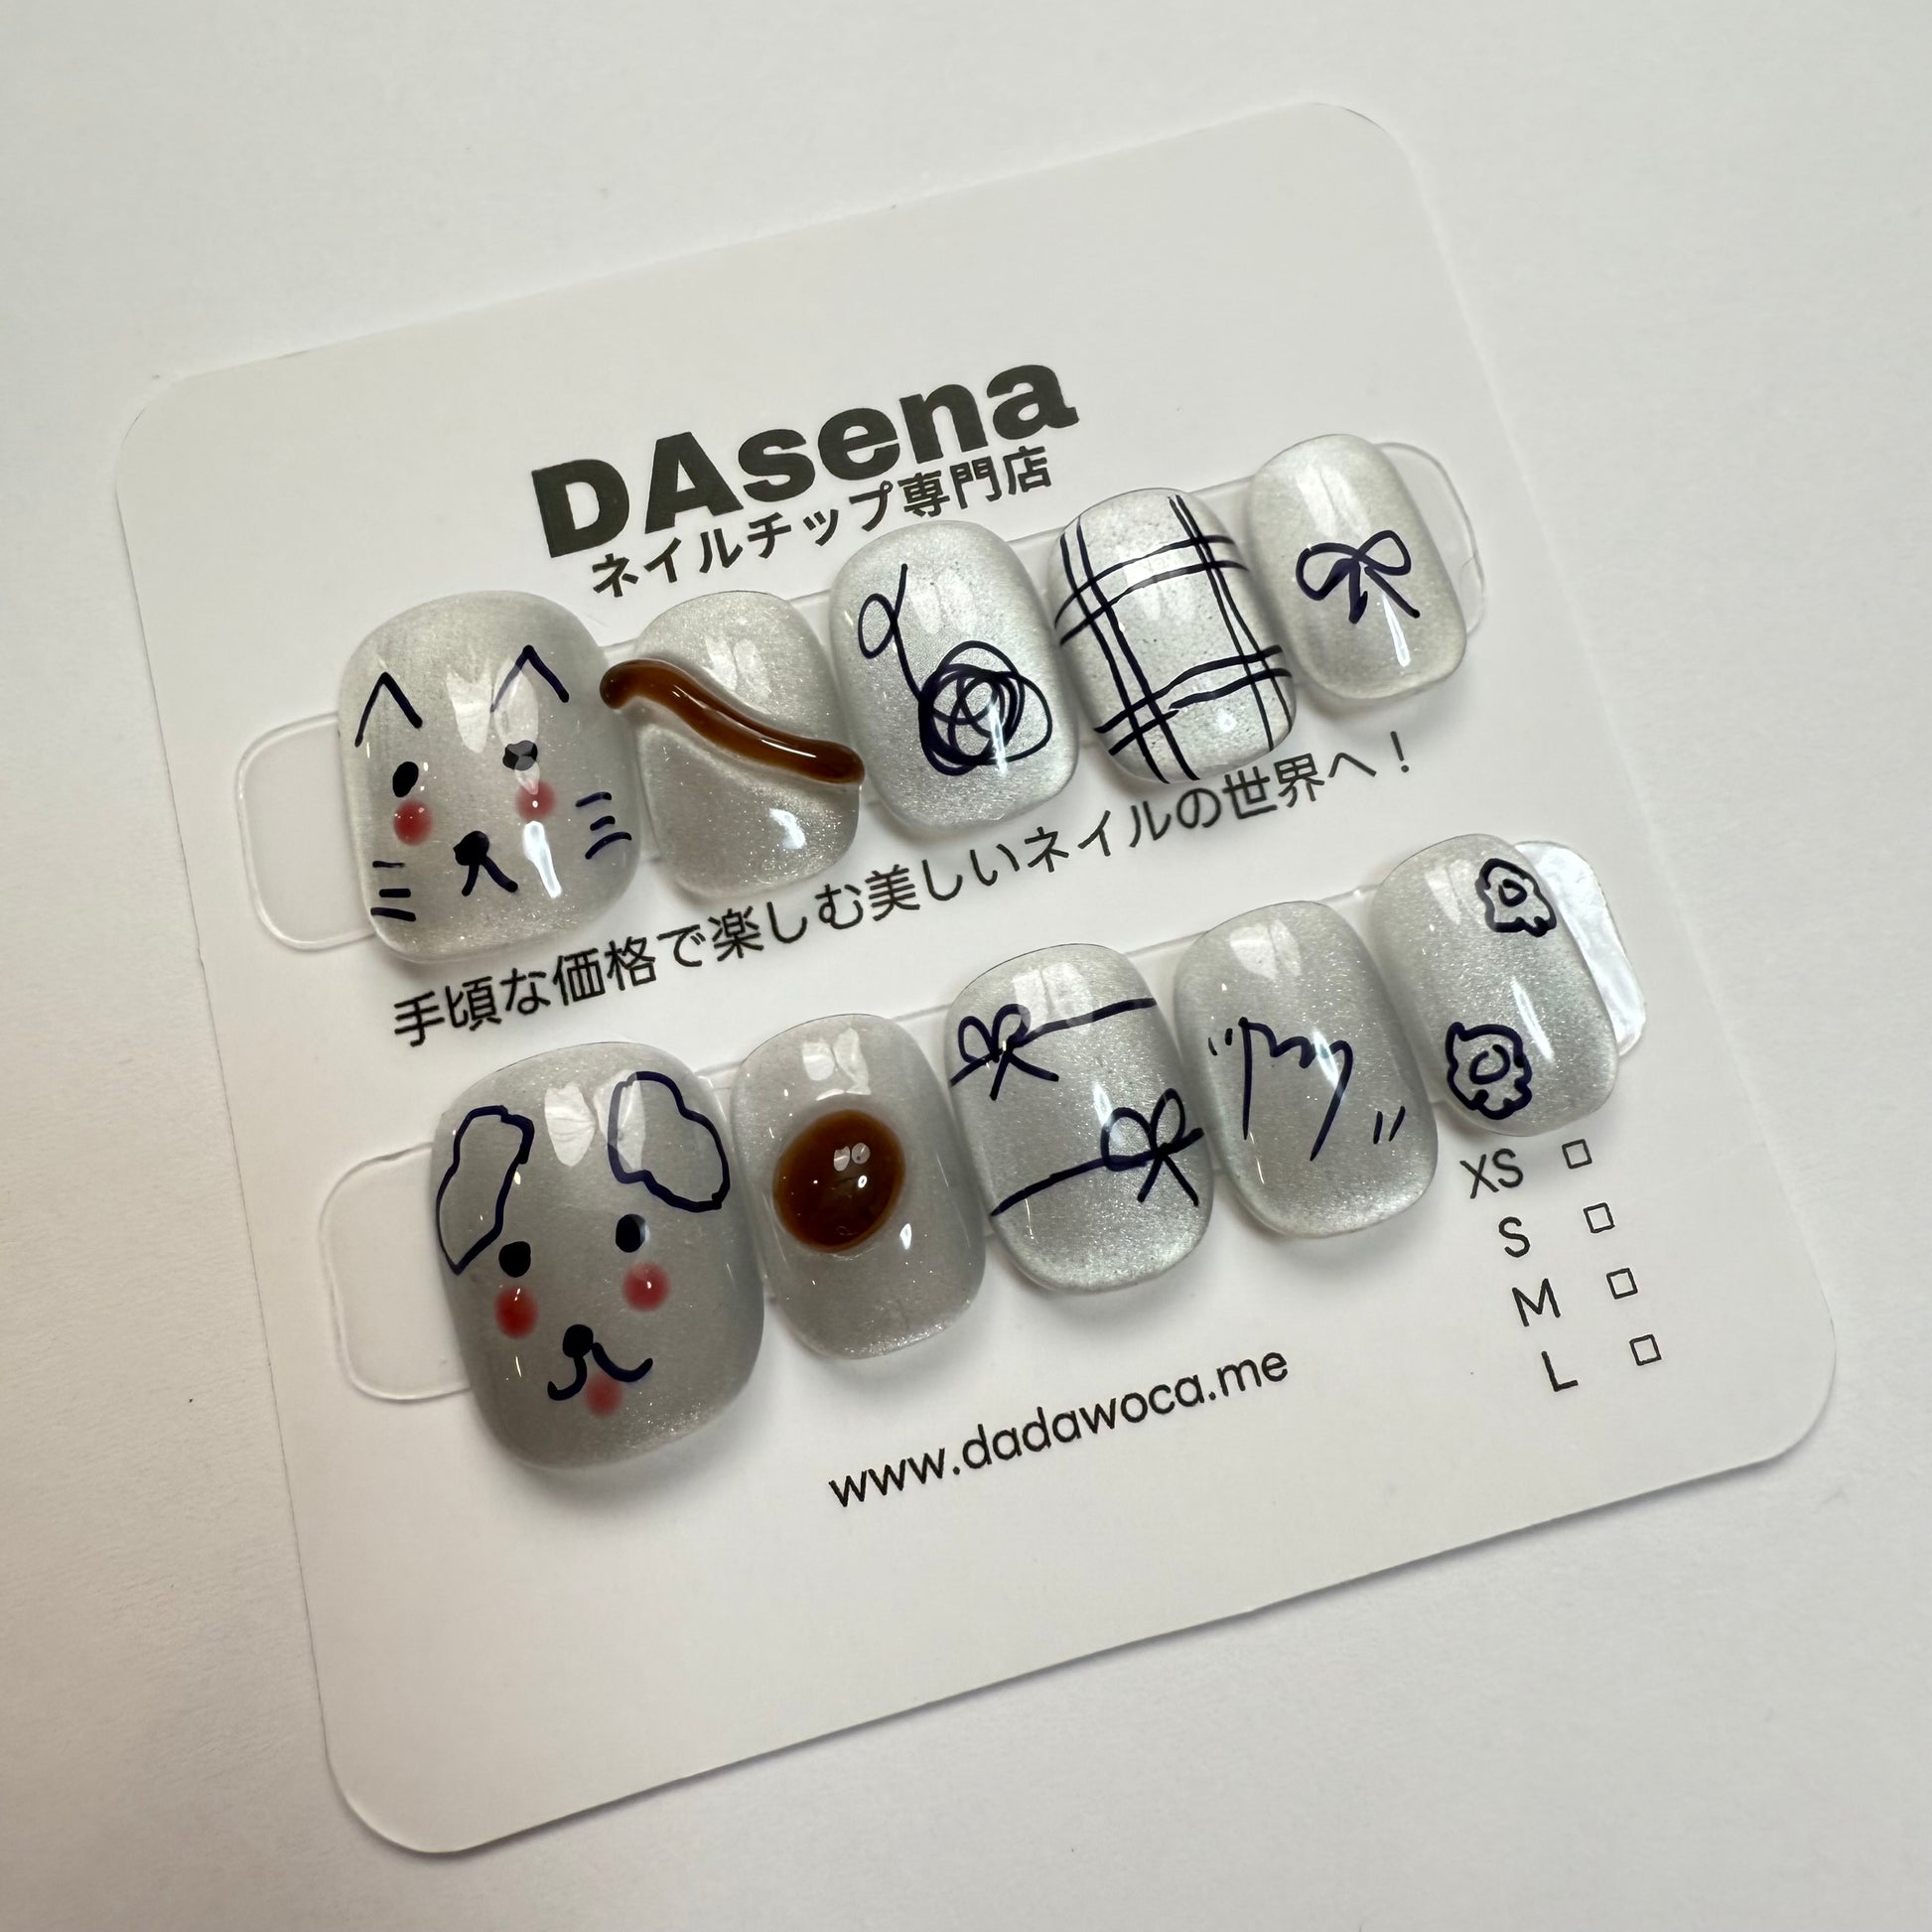 DAsena
ネイルチップ専門店
手頃な価格で楽しむ美しいネイルの世界へ！
XS □
S □
M □
L □
www.dadawoca.me